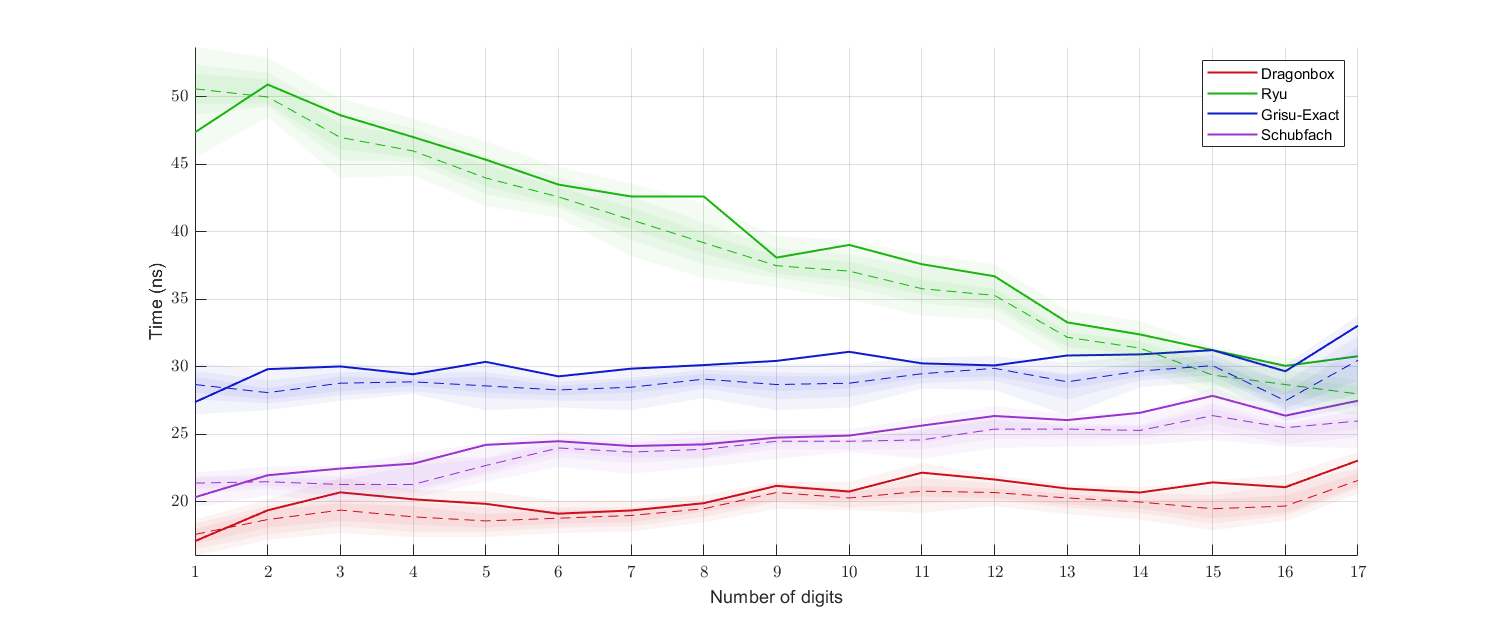 Dragonbox
Ryu
Grisu-Exact
Schubfach
50
45
40
35
30
25
20
Time (ns)
1 2 3 4 5 6 7 8 9 10 11 12 13 14 15 16 17
Number of digits